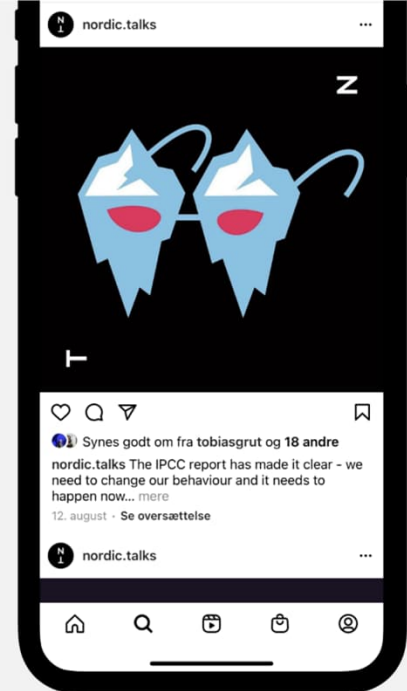 N
T
nordic.talks
N
T
Synes godt om fra tobiasgrut og 18 andre
nordic.talks The IPCC report has made it clear - we
need to change our behaviour and it needs to
happen now... mere
12. august · Se oversættelse
N
T
nordic.talks